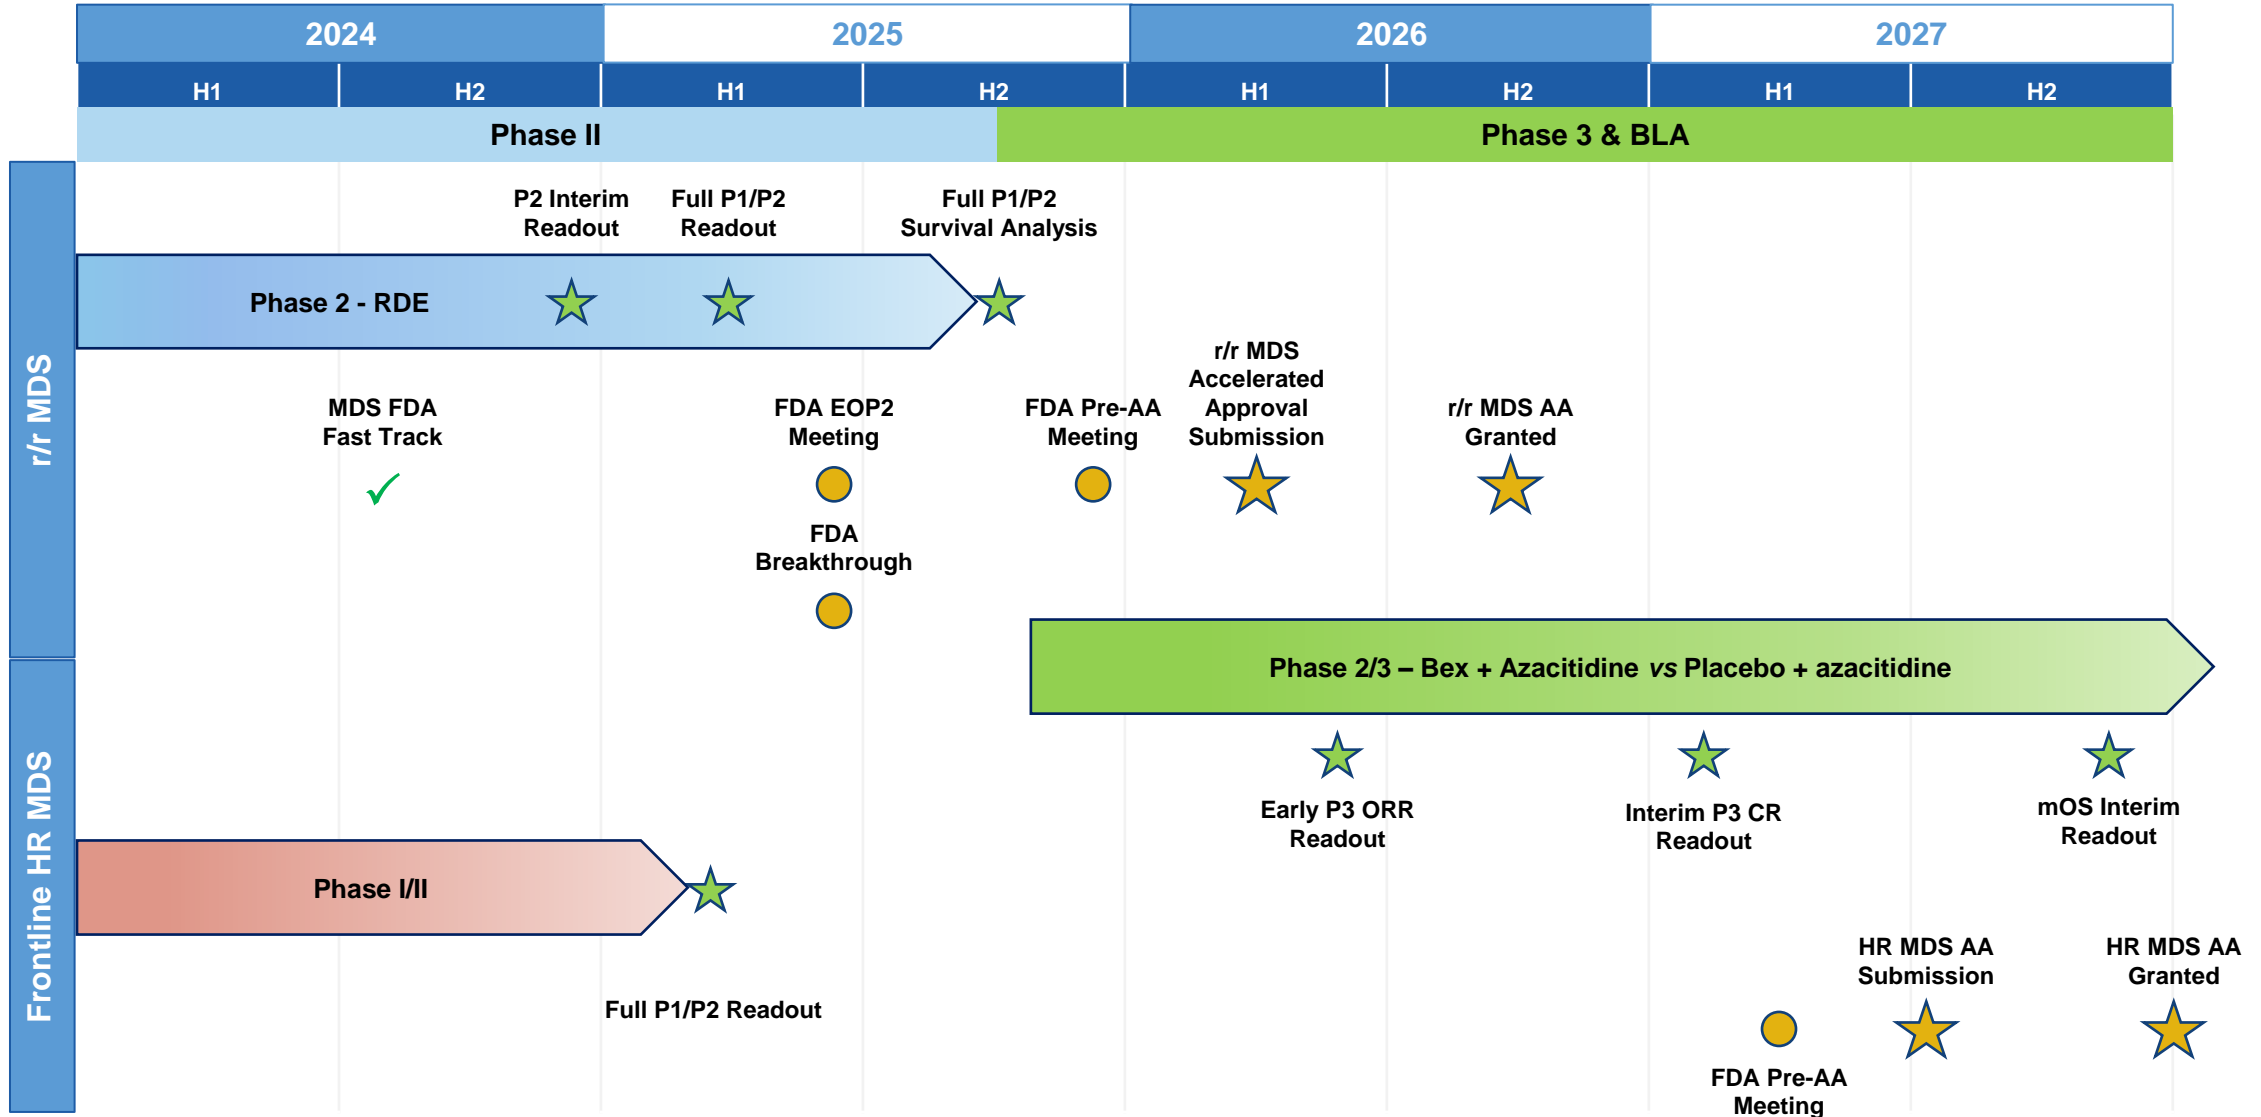 2024
2025
2026
2027
H1
H2
H1
H2
H1
H2
H1
H2
Phase II
Phase 3 & BLA
r/r MDS
P2 Interim
Readout
Full P1/P2
Readout
Full P1/P2
Survival Analysis
Phase 2 - RDE
MDS FDA
Fast Track
FDA EOP2
Meeting
FDA Pre-AA
Meeting
r/r MDS
Accelerated
Approval
Submission
r/r MDS AA
Granted
FDA
Breakthrough
Phase 2/3 – Bex + Azacitidine vs Placebo + azacitidine
Frontline HR MDS
Early P3 ORR
Readout
Interim P3 CR
Readout
mOS Interim
Readout
Phase I/II
Full P1/P2 Readout
HR MDS AA
Submission
HR MDS AA
Granted
FDA Pre-AA
Meeting